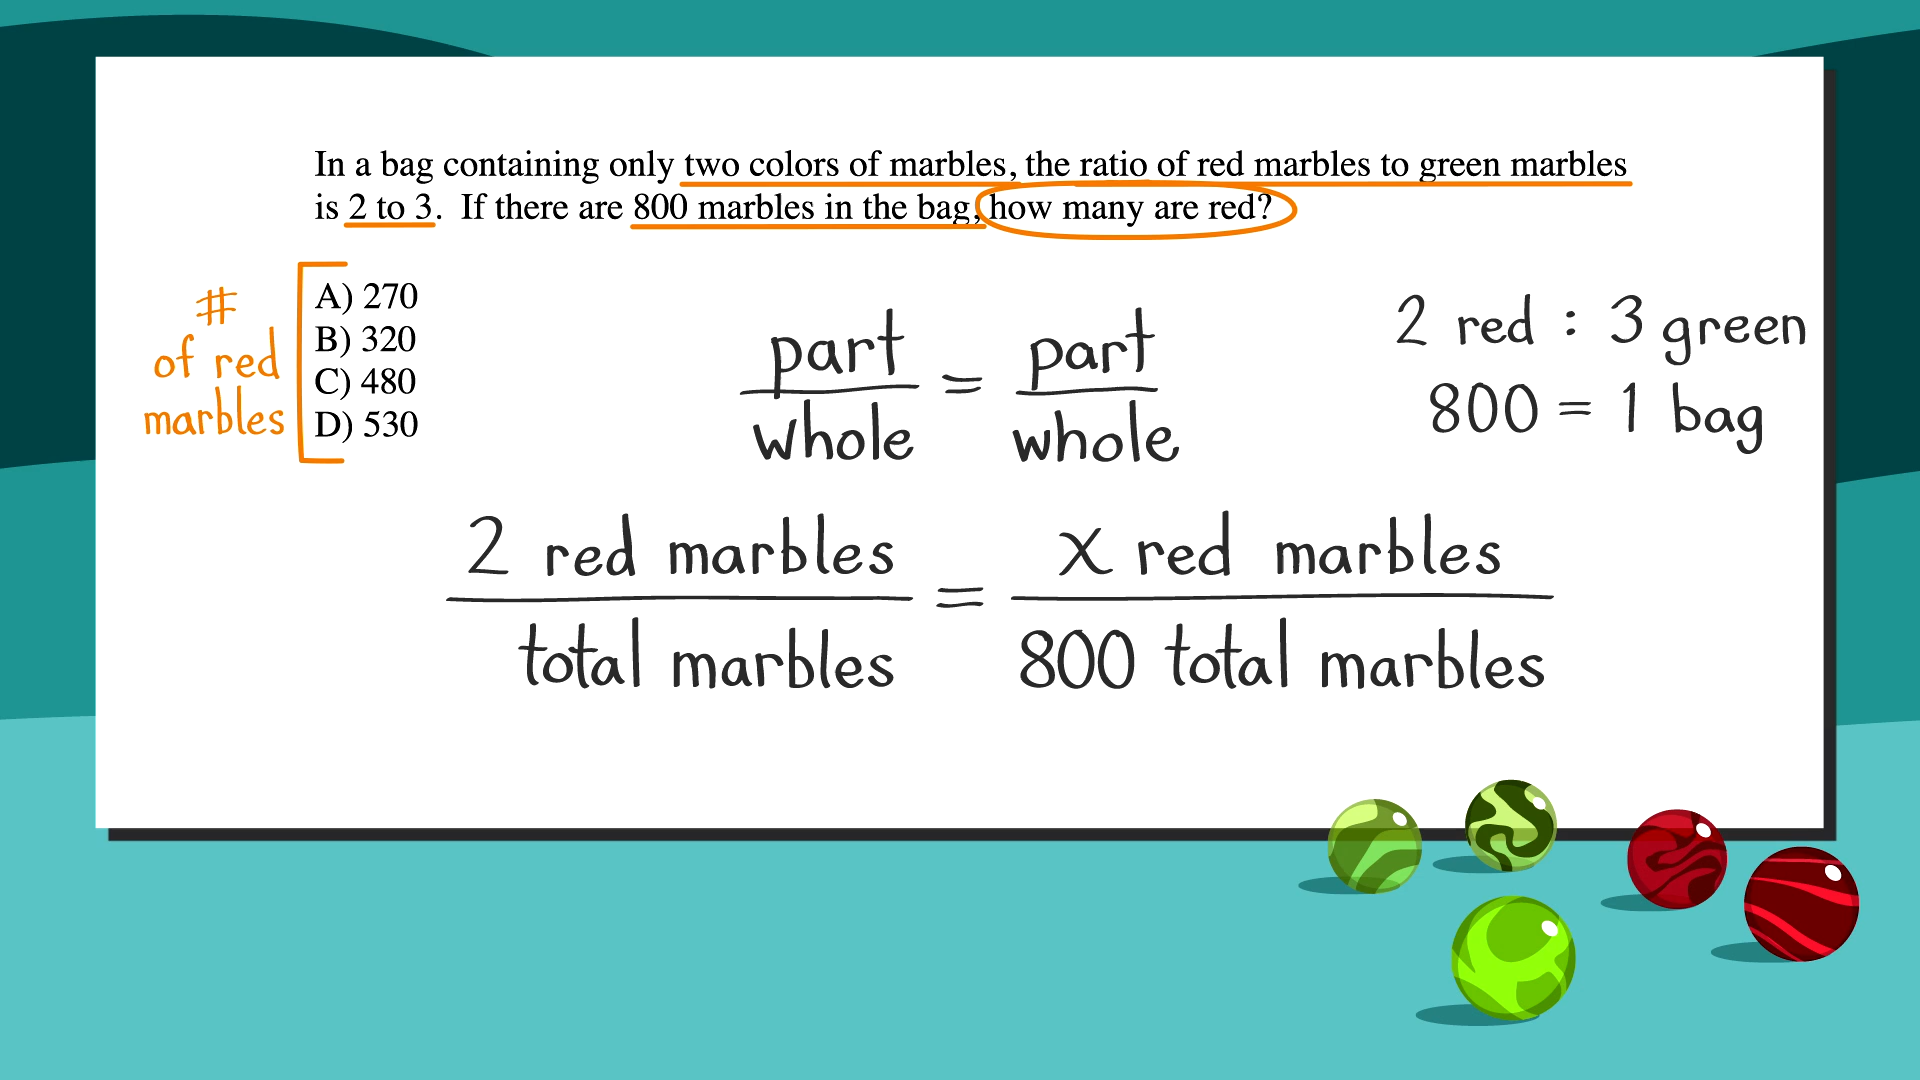 In a bag containing only two colors of marbles, the ratio of red marbles to green marbles
is 2 to 3. If there are 800 marbles in the bag, how many are red?
#
of red
marbles
A) 270
B) 320
C) 480
D) 530
part
whole
=
part
whole
2 red : 3 green
800 = 1 bag
2 red marbles
total marbles
=
x red marbles
800 total marbles